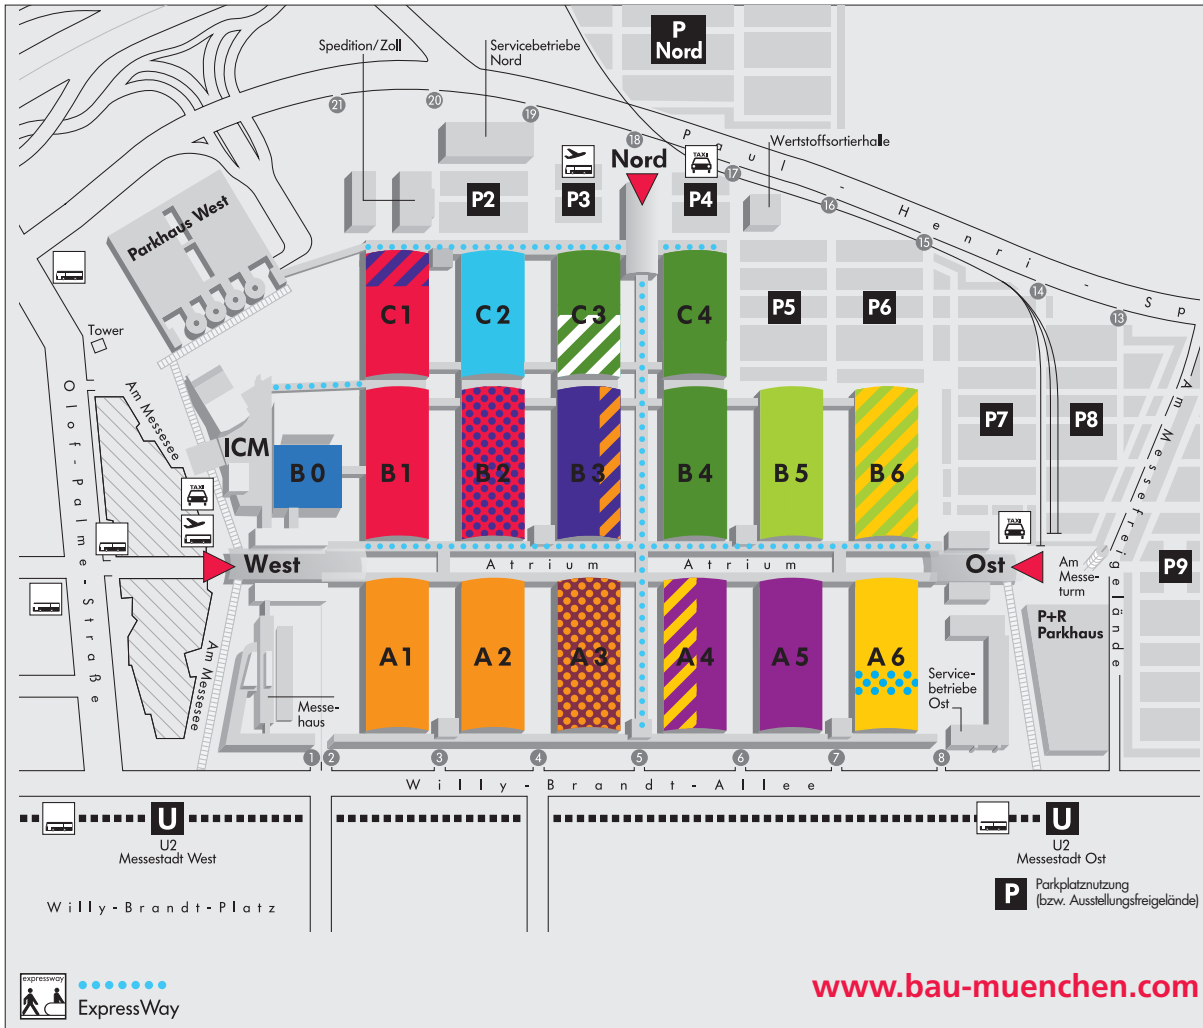 P
Nord
Spedition/Zoll
Servicebetriebe
Nord
21
20
19
18
Nord
TAXI
17
Wertstoffsortierhalle
P2
P3
P4
16
15
14
13
Paul-Henri-Sp
Parkhaus West
C1
C2
C3
C4
P5
P6
Tower
Am Messesee
Olof-Palme-Straße
ICM
B0
B1
B2
B3
B4
B5
B6
P7
P8
Am Messefreigelände
TAXI
TAXI
West
Atrium
Atrium
Ost
Am
Messe-
turm
P9
P+R
Parkhaus
Am Messesee
A1
A2
A3
A4
A5
A6
Messe-
haus
Service-
betriebe
Ost
1
2
3
4
5
6
7
8
Willy-Brandt-Allee
U
U2
Messestadt West
U
U2
Messestadt Ost
Willy-Brandt-Platz
P
Parkplatznutzung
(bzw. Ausstellungsfreigelände)
expressway
ExpressWay
www.bau-muenchen.com